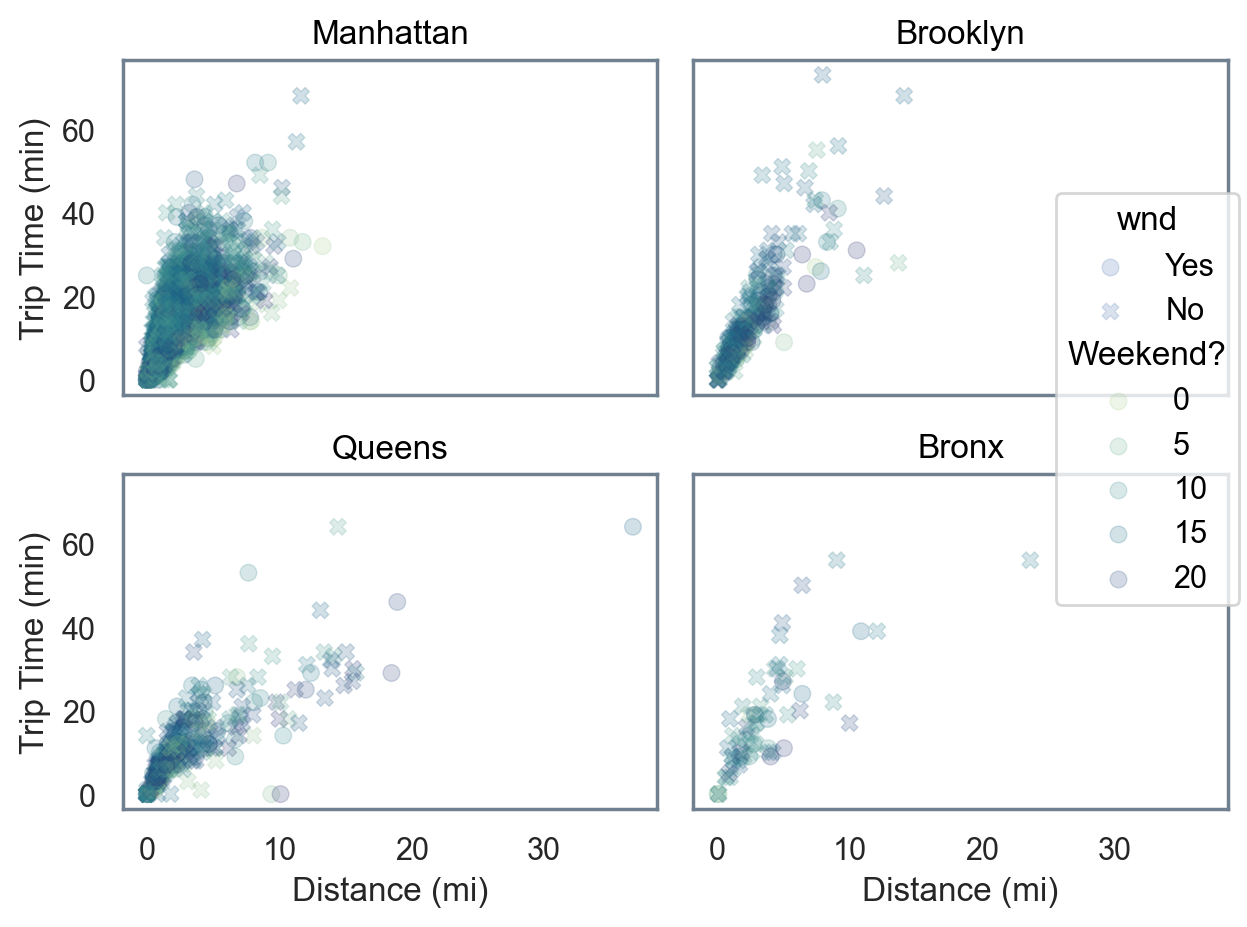 Manhattan
Brooklyn
Trip Time (min)
60
40
20
0
wnd
Yes
No
Weekend?
0
5
10
15
20
Queens
Bronx
Trip Time (min)
60
40
20
0
0 10 20 30
0 10 20 30
Distance (mi)
Distance (mi)